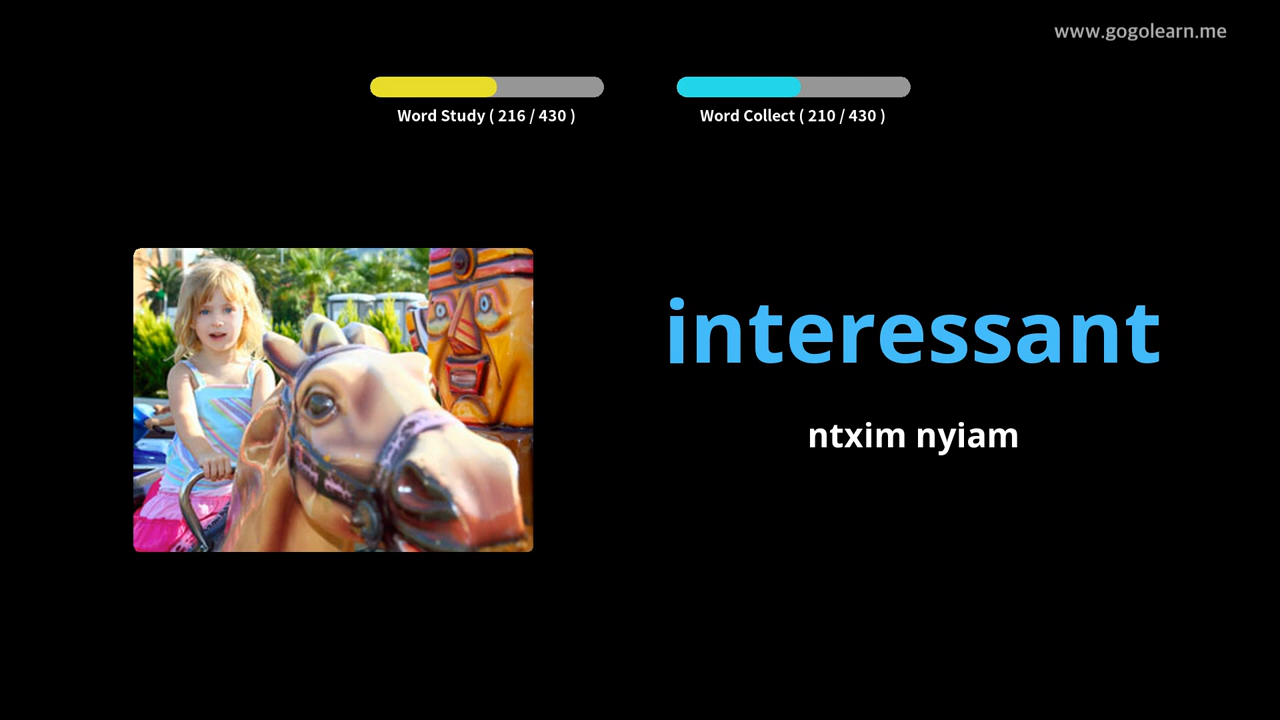 www.gogolearn.me
Word Study ( 216 / 430 )
Word Collect ( 210 / 430 )
interessant
ntxim nyiam